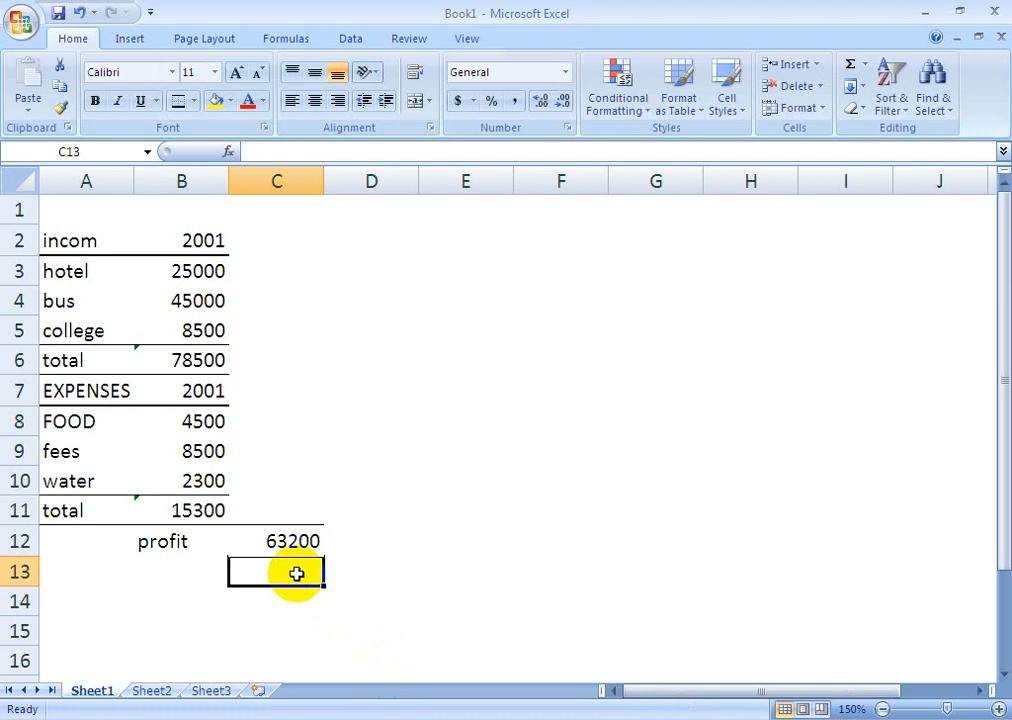 Book1 - Microsoft Excel
Home Insert Page Layout Formulas Data Review View
Paste
Clipboard
Calibri 11
B I U
Font
Alignment
General
$ % ,
Number
Conditional Formatting
Format as Table
Cell Styles
Styles
Insert
Delete
Format
Cells
Σ
Sort & Filter
Find & Select
Editing
C13 fx
A B C D E F G H I J
1
2 incom 2001
3 hotel 25000
4 bus 45000
5 college 8500
6 total 78500
7 EXPENSES 2001
8 FOOD 4500
9 fees 8500
10 water 2300
11 total 15300
12 profit 63200
13
14
15
16
Sheet1 Sheet2 Sheet3
Ready 150%